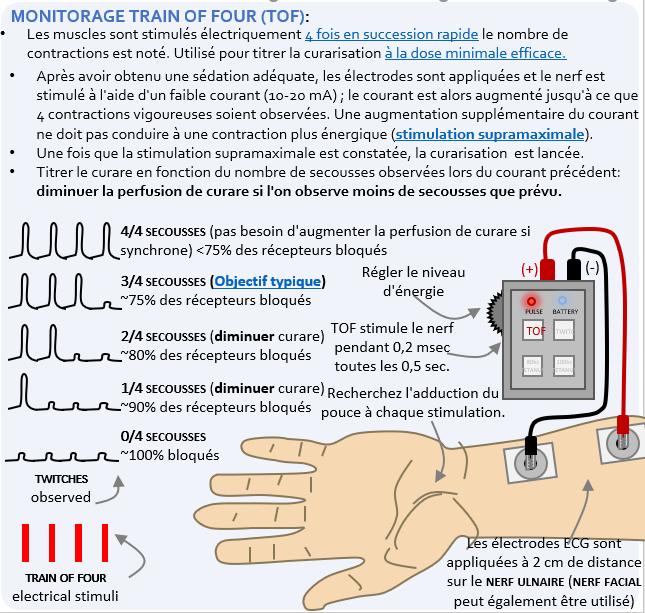 MONITORAGE TRAIN OF FOUR (TOF):
• Les muscles sont stimulés électriquement 4 fois en succession rapide le nombre de
contractions est noté. Utilisé pour titrer la curarisation à la dose minimale efficace.
• Après avoir obtenu une sédation adéquate, les électrodes sont appliquées et le nerf est
stimulé à l'aide d'un faible courant (10-20 mA) ; le courant est alors augmenté jusqu'à ce que
4 contractions vigoureuses soient observées. Une augmentation supplémentaire du courant
ne doit pas conduire à une contraction plus énergique (stimulation supramaximale).
• Une fois que la stimulation supramaximale est constatée, la curarisation est lancée.
• Titrer le curare en fonction du nombre de secousses observées lors du courant précédent:
diminuer la perfusion de curare si l'on observe moins de secousses que prévu.
4/4 SECOUSSES (pas besoin d'augmenter la perfusion de curare si
synchrone) <75% des récepteurs bloqués
3/4 SECOUSSES (Objectif typique)
~75% des récepteurs bloqués
2/4 SECOUSSES (diminuer curare)
~80% des récepteurs bloqués
1/4 SECOUSSES (diminuer curare)
~90% des récepteurs bloqués
0/4 SECOUSSES
~100% bloqués
TWITCHES
observed
TRAIN OF FOUR
electrical stimuli
Régler le niveau
d'énergie
TOF stimule le nerf
pendant 0,2 msec
toutes les 0,5 sec.
Recherchez l'adduction du
pouce à chaque stimulation.
(+) (-)
PULSE BATTERY
TOF
Les électrodes ECG sont
appliquées à 2 cm de distance
sur le NERF ULNAIRE (NERF FACIAL
peut également être utilisé)